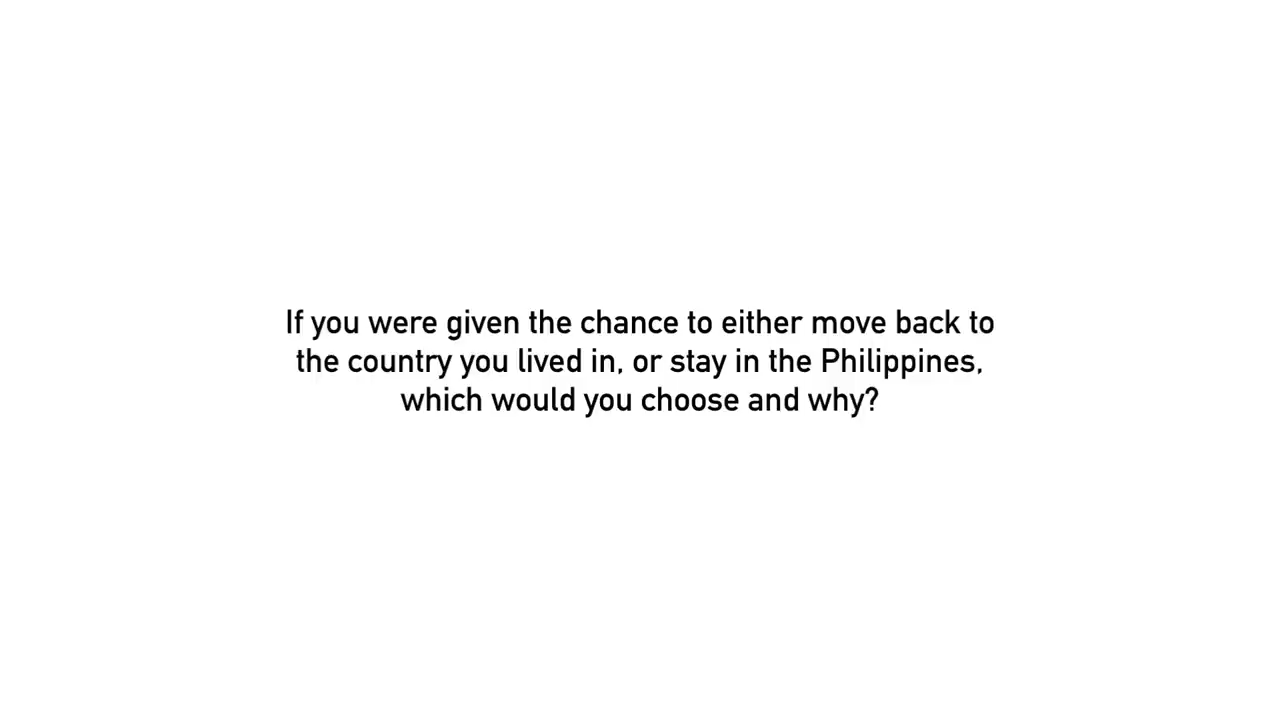 If you were given the chance to either move back to
the country you lived in, or stay in the Philippines,
which would you choose and why?